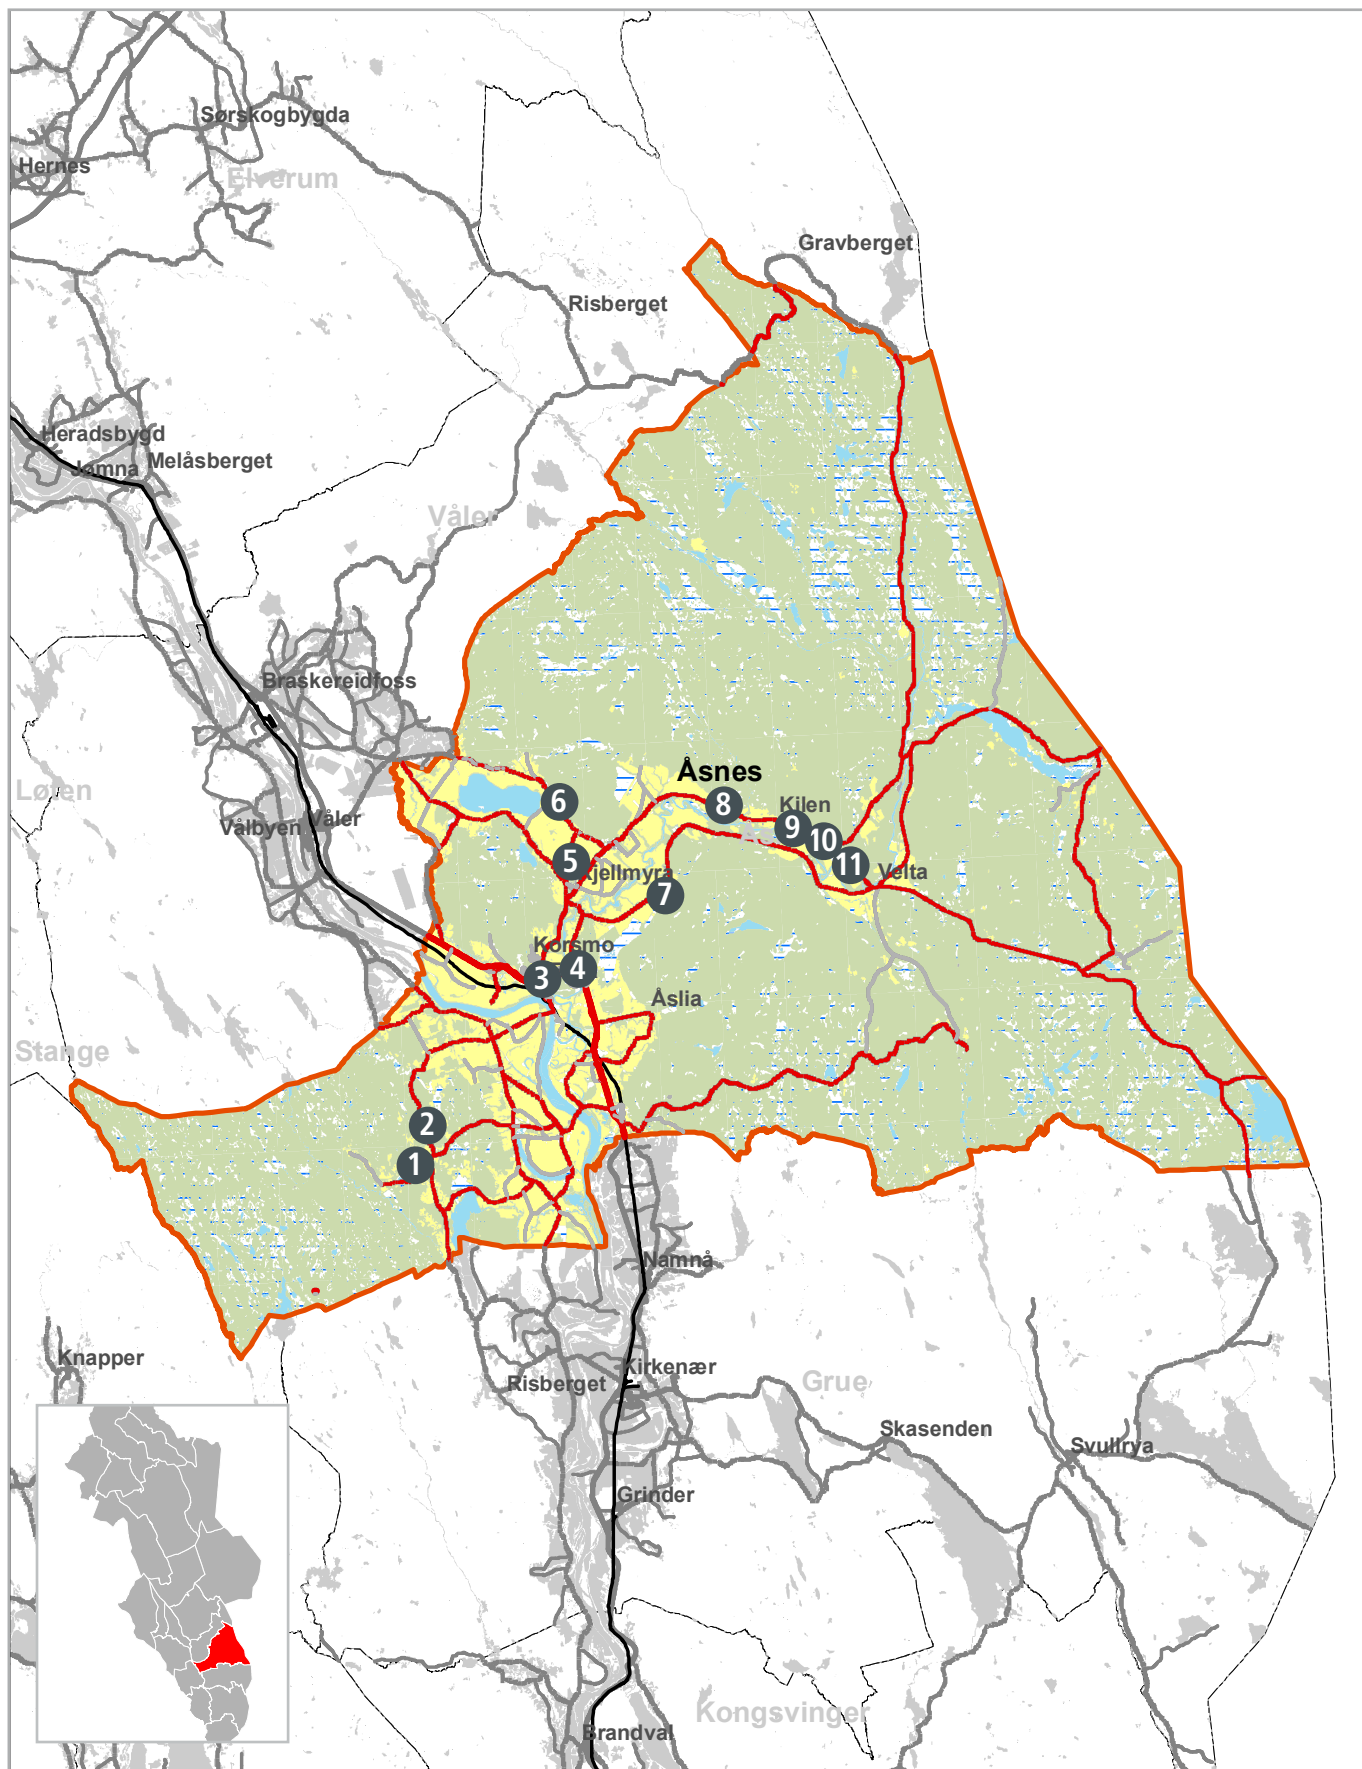 Sørskogbygda
Hernes
Elverum
Gravberget
Risberget
Heradsbygd
Jømna
Melåsberget
Våler
Braskereidfoss
Åsnes
Løten
Vålbyen
Våler
6
8
Kilen
9
10
5
Kjellmyra
11
Velta
7
Korsmo
3
4
Åslia
Stange
2
1
Namnå
Knapper
Kirkenær
Risberget
Grue
Skasenden
Svullrya
Grinder
Kongsvinger
Brandval